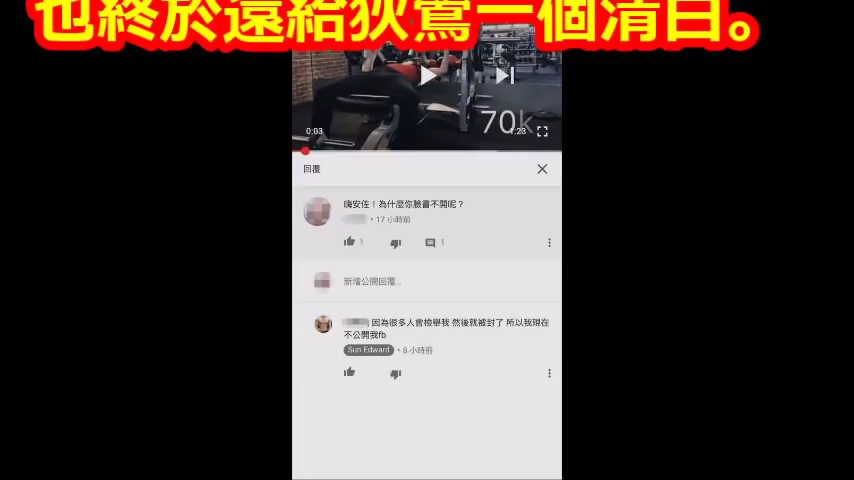 也終於還給狄鶯一個清白。
70k
0:03
1:23
回覆
嗨安佐！為什麼你臉書不開呢？
• 17 小時前
1
1
新增公開回覆...
因為很多人會檢舉我 然後就被封了 所以我現在
不公開我fb
Sun Edward • 8 小時前